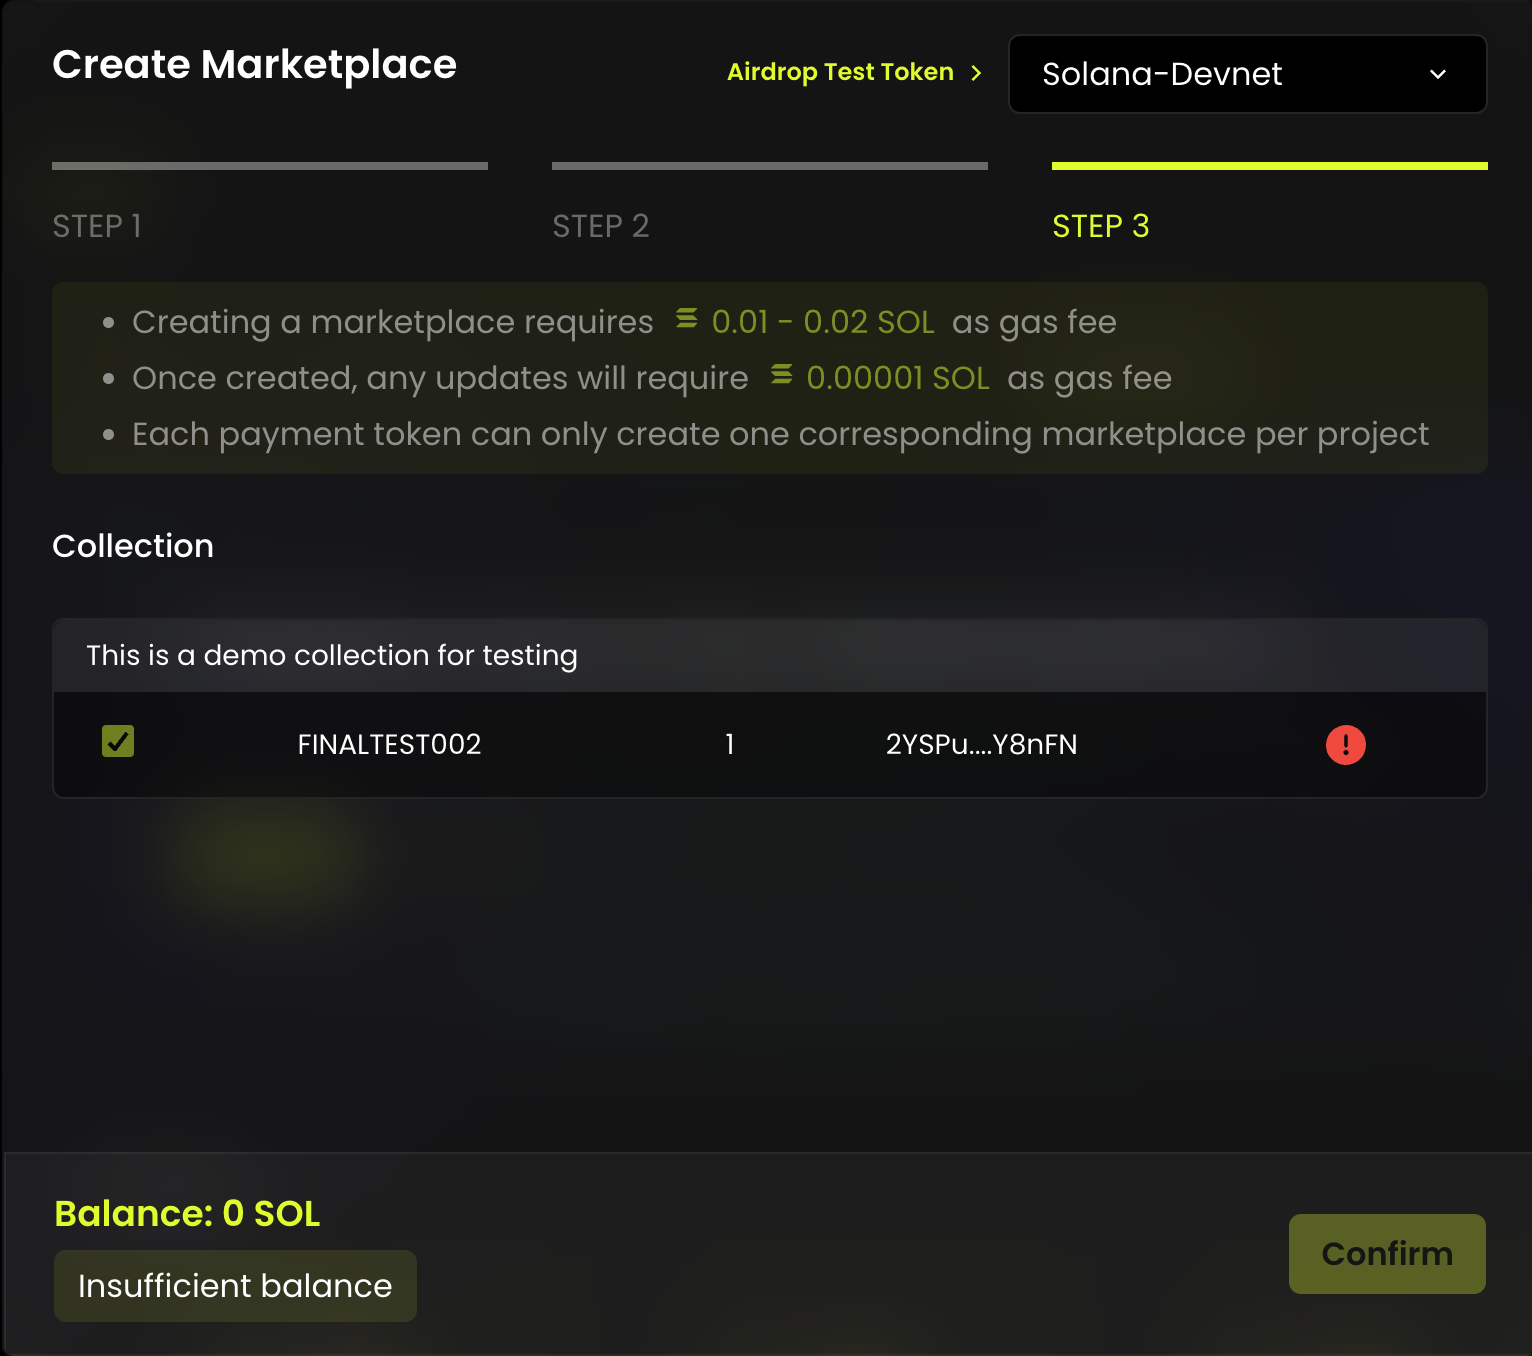 Create Marketplace
Airdrop Test Token
Solana-Devnet
STEP 1
STEP 2
STEP 3
Creating a marketplace requires 0.01 - 0.02 SOL as gas fee
Once created, any updates will require 0.00001 SOL as gas fee
Each payment token can only create one corresponding marketplace per project
Collection
This is a demo collection for testing
FINALTEST002 1 2YSPu....Y8nFN
Balance: 0 SOL
Insufficient balance
Confirm